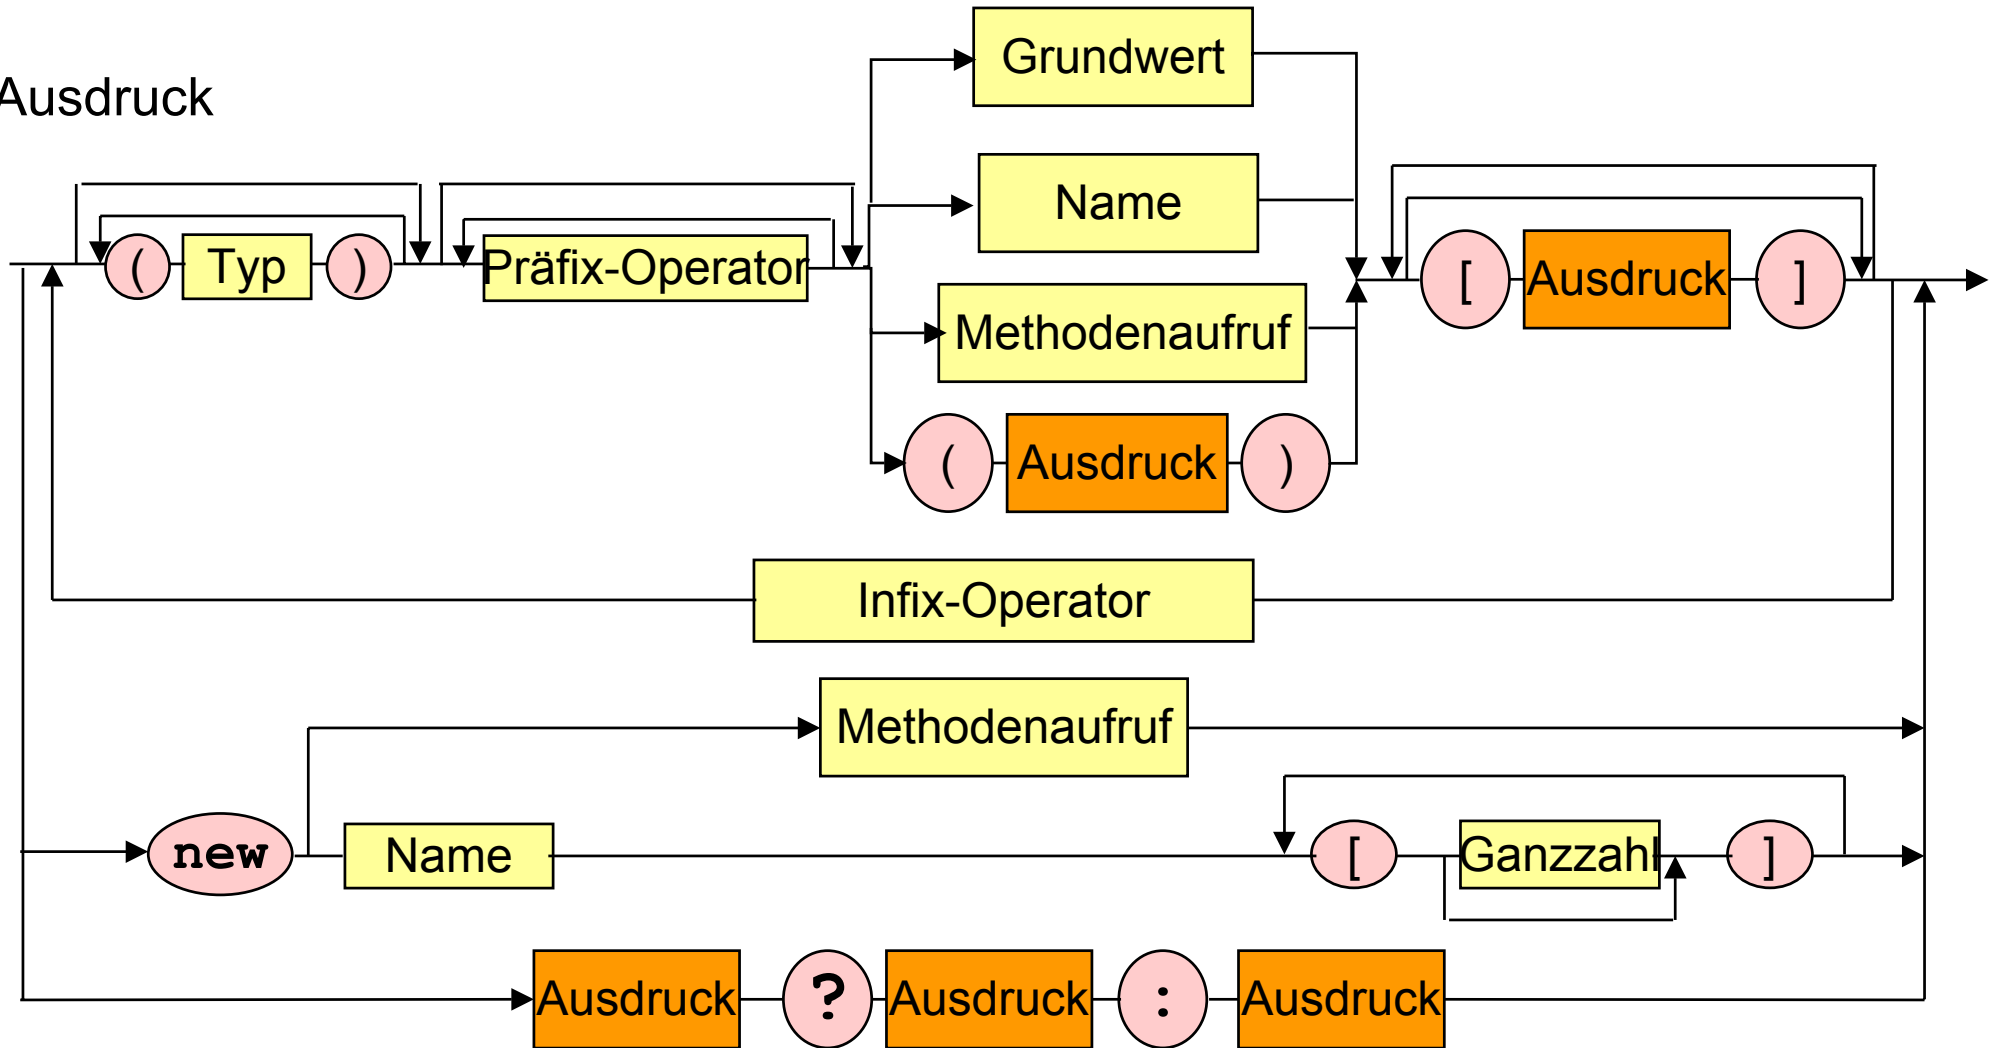 Ausdruck
Grundwert
Name
( Typ ) Präfix-Operator
Methodenaufruf
[ Ausdruck ]
( Ausdruck )
Infix-Operator
Methodenaufruf
new Name [ Ganzzahl ]
Ausdruck ? Ausdruck : Ausdruck